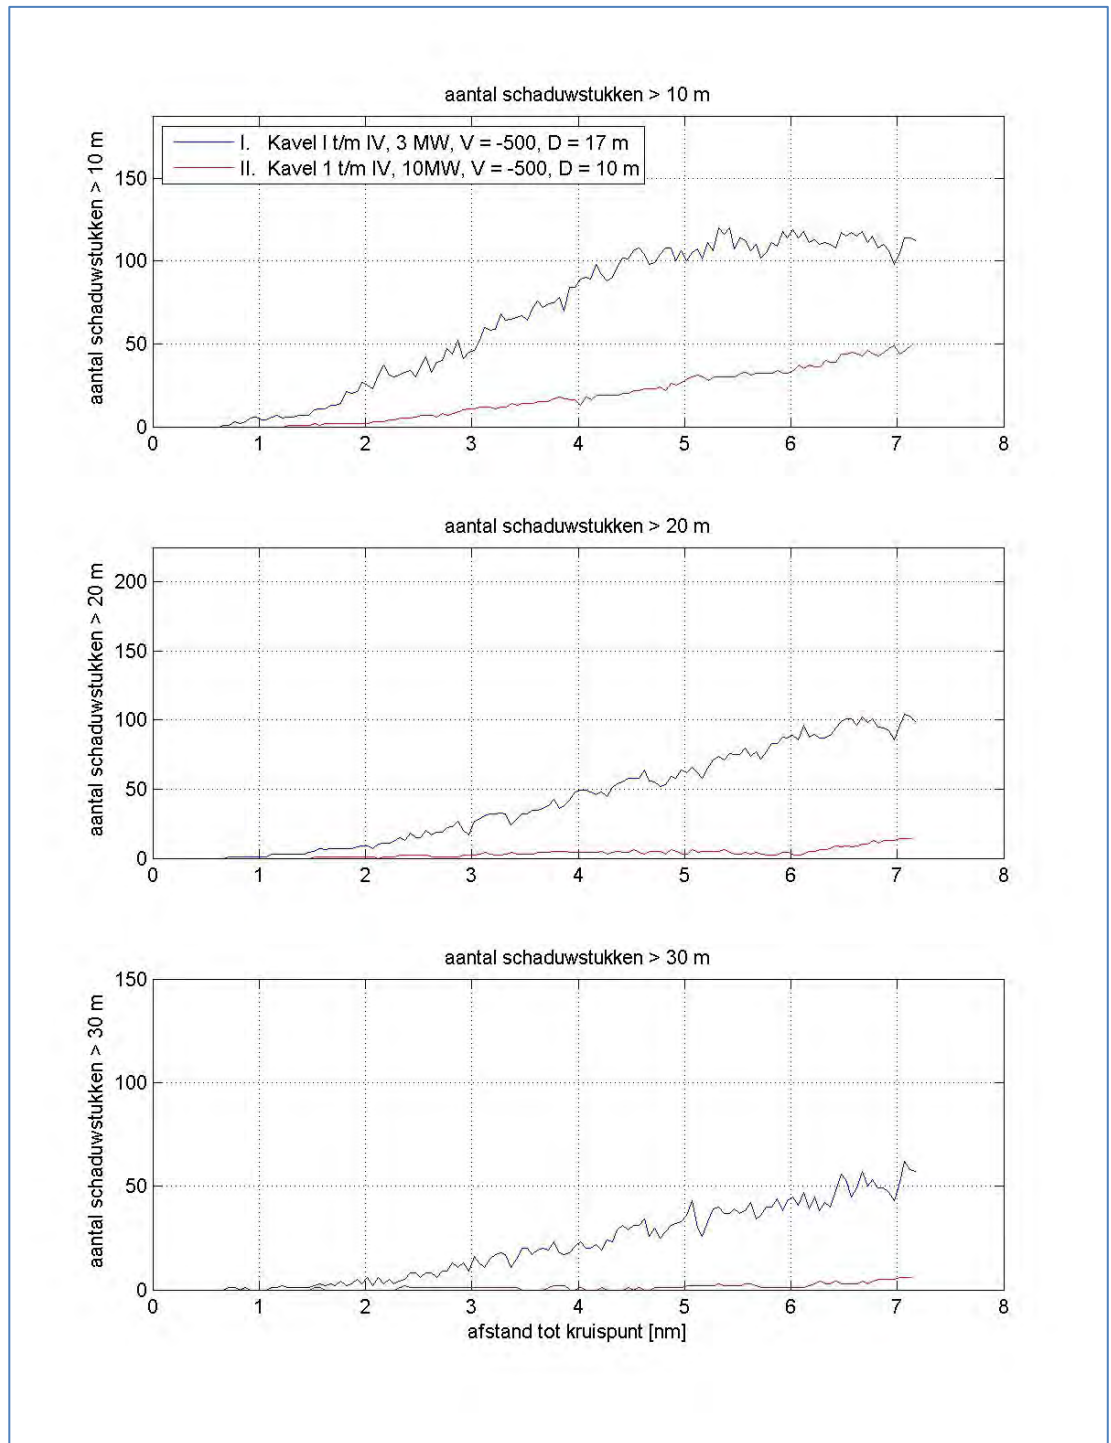 aantal schaduwstukken > 10 m
I. Kavel I t/m IV, 3 MW, V = -500, D = 17 m
II. Kavel 1 t/m IV, 10MW, V = -500, D = 10 m
aantal schaduwstukken > 10 m
150
100
50
0
0 1 2 3 4 5 6 7 8
aantal schaduwstukken > 20 m
aantal schaduwstukken > 20 m
200
150
100
50
0
0 1 2 3 4 5 6 7 8
aantal schaduwstukken > 30 m
aantal schaduwstukken > 30 m
150
100
50
0
0 1 2 3 4 5 6 7 8
afstand tot kruispunt [nm]